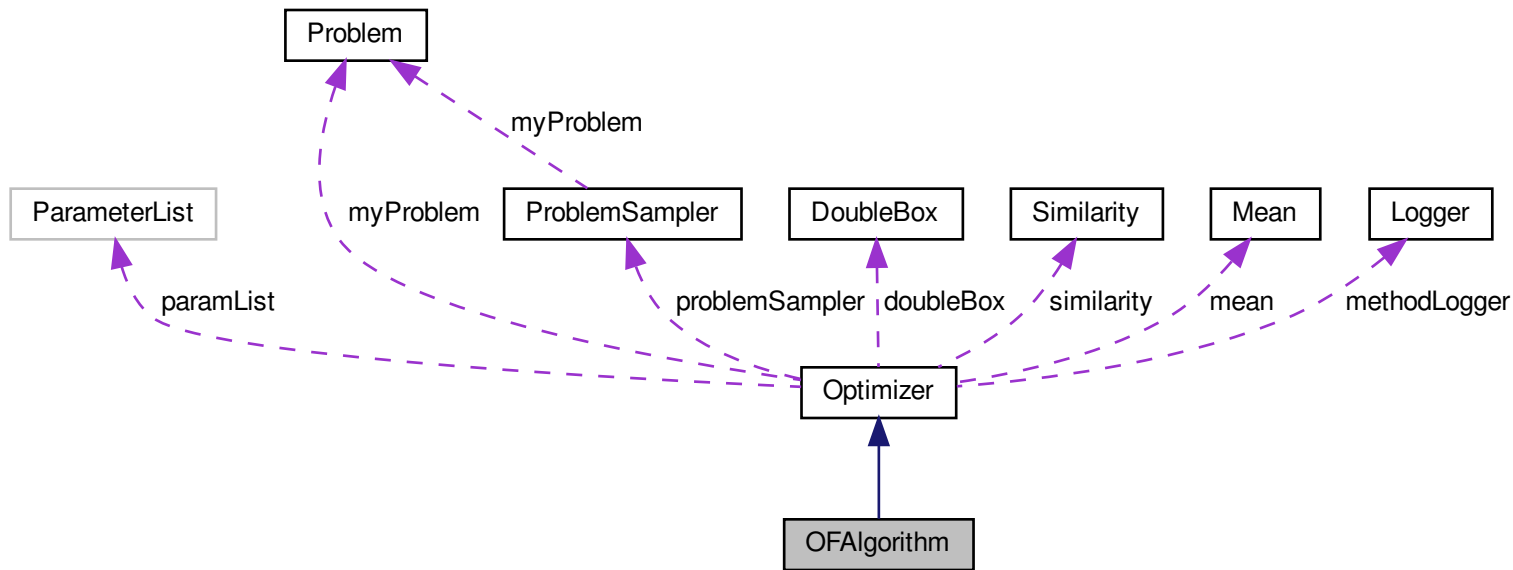 Problem
myProblem
ParameterList
myProblem
ProblemSampler
DoubleBox
Similarity
Mean
Logger
paramList
problemSampler
doubleBox
similarity
mean
methodLogger
Optimizer
OFAlgorithm